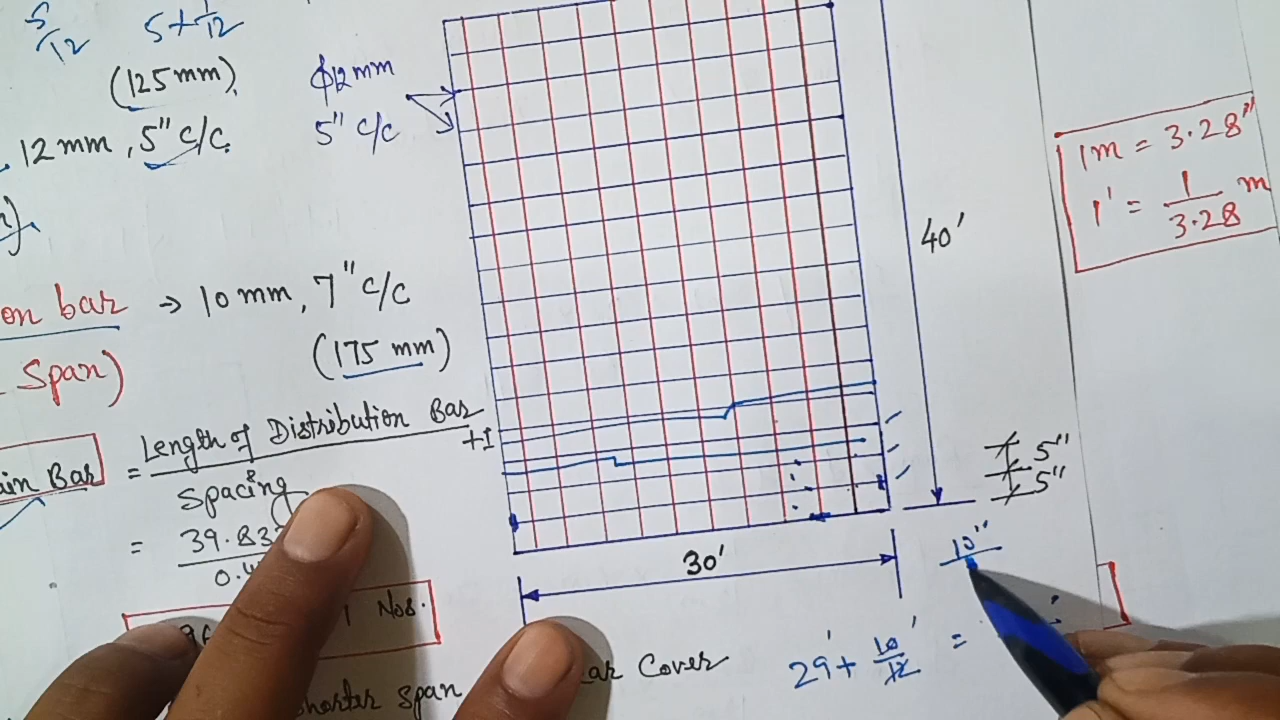 5/12 5+1/12
(125mm)
12mm, 5" c/c
ϕ12mm
5" c/c
on bar → 10 mm, 7" c/c
Span)
(175 mm)
ain Bar = Length of Distribution Bar
Spacing
+1
= 39.83
0.4
Nos.
shorter span
ar Cover
40'
30'
5"
5"
10"
29' + 10'/12 =
1m = 3.28"
1' = 1/3.28 m